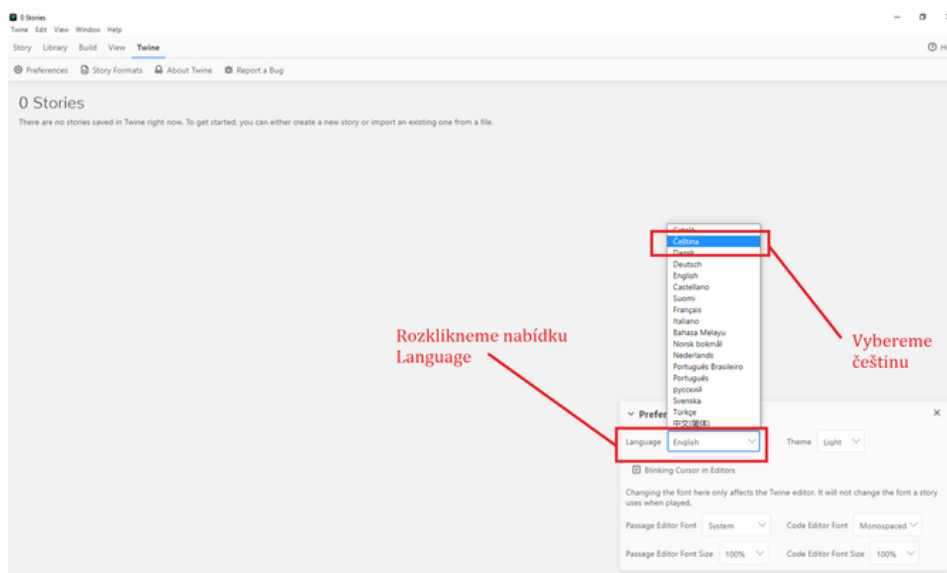 0 Stories
Twine Edit View Window Help
Story Library Build View Twine
Preferences Story Formats About Twine Report a Bug
0 Stories
There are no stories saved in Twine right now. To get started, you can either create a new story or import an existing one from a file.
Català
Čeština
Dansk
Deutsch
English
Castellano
Suomi
Français
Italiano
Bahasa Melayu
Norsk bokmål
Nederlands
Português Brasileiro
Português
русский
Svenska
Türkçe
中文(简体)
Rozklikneme nabídku
Language
Vybereme
češtinu
Prefer
Language English Theme Light
Blinking Cursor in Editors
Changing the font here only affects the Twine editor. It will not change the font a story
uses when played.
Passage Editor Font System Code Editor Font Monospaced
Passage Editor Font Size 100% Code Editor Font Size 100%